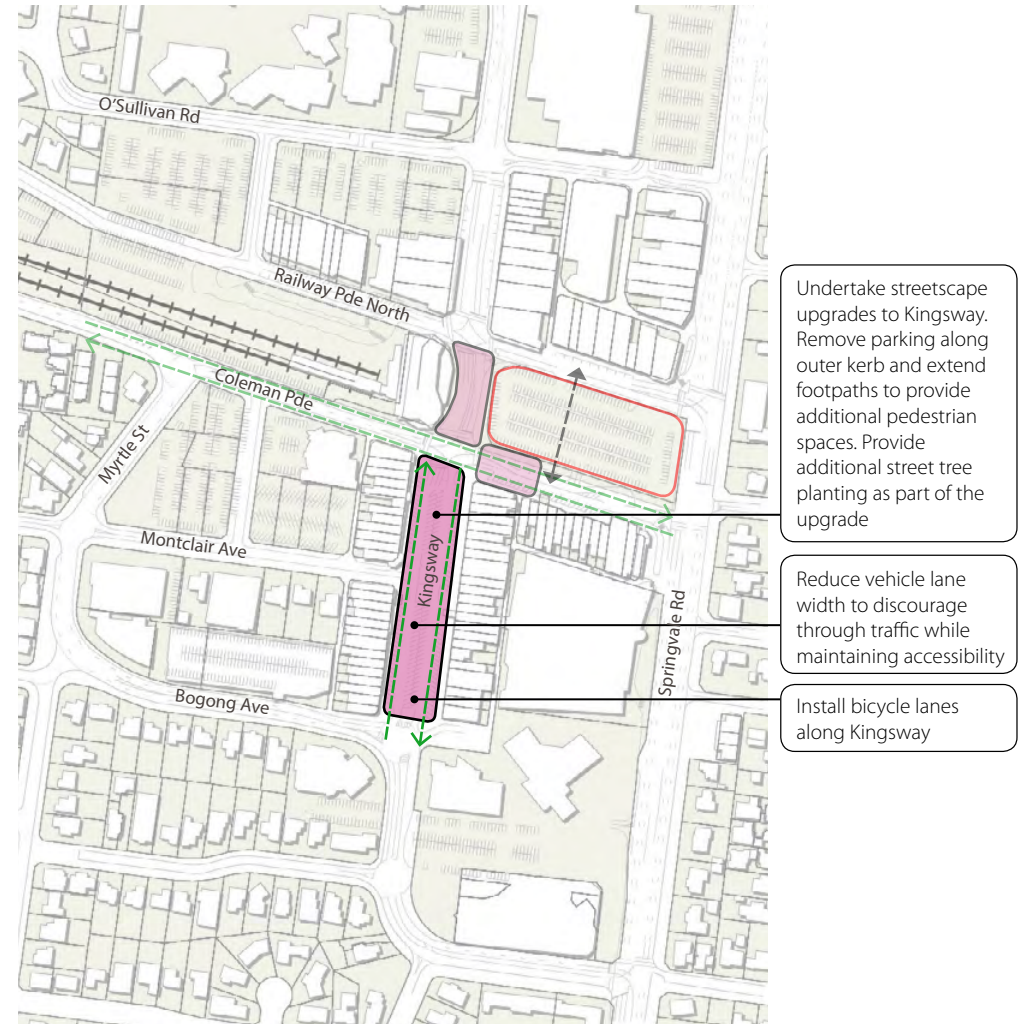 O'Sullivan Rd
Railway Pde North
Coleman Pde
Myrtle St
Montclair Ave
Kingsway
Springvale Rd
Bogong Ave
Undertake streetscape
upgrades to Kingsway.
Remove parking along
outer kerb and extend
footpaths to provide
additional pedestrian
spaces. Provide
additional street tree
planting as part of the
upgrade
Reduce vehicle lane
width to discourage
through traffic while
maintaining accessibility
Install bicycle lanes
along Kingsway